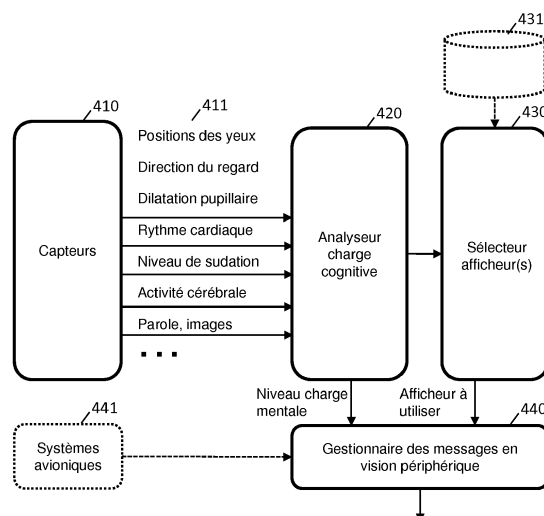 431
410
411
420
430
Positions des yeux
Direction du regard
Dilatation pupillaire
Rythme cardiaque
Niveau de sudation
Activité cérébrale
Parole, images
...
Capteurs
Analyseur
charge
cognitive
Sélecteur
afficheur(s)
441
Niveau charge
mentale
Afficheur à
utiliser
440
Systèmes
avioniques
Gestionnaire des messages en
vision périphérique